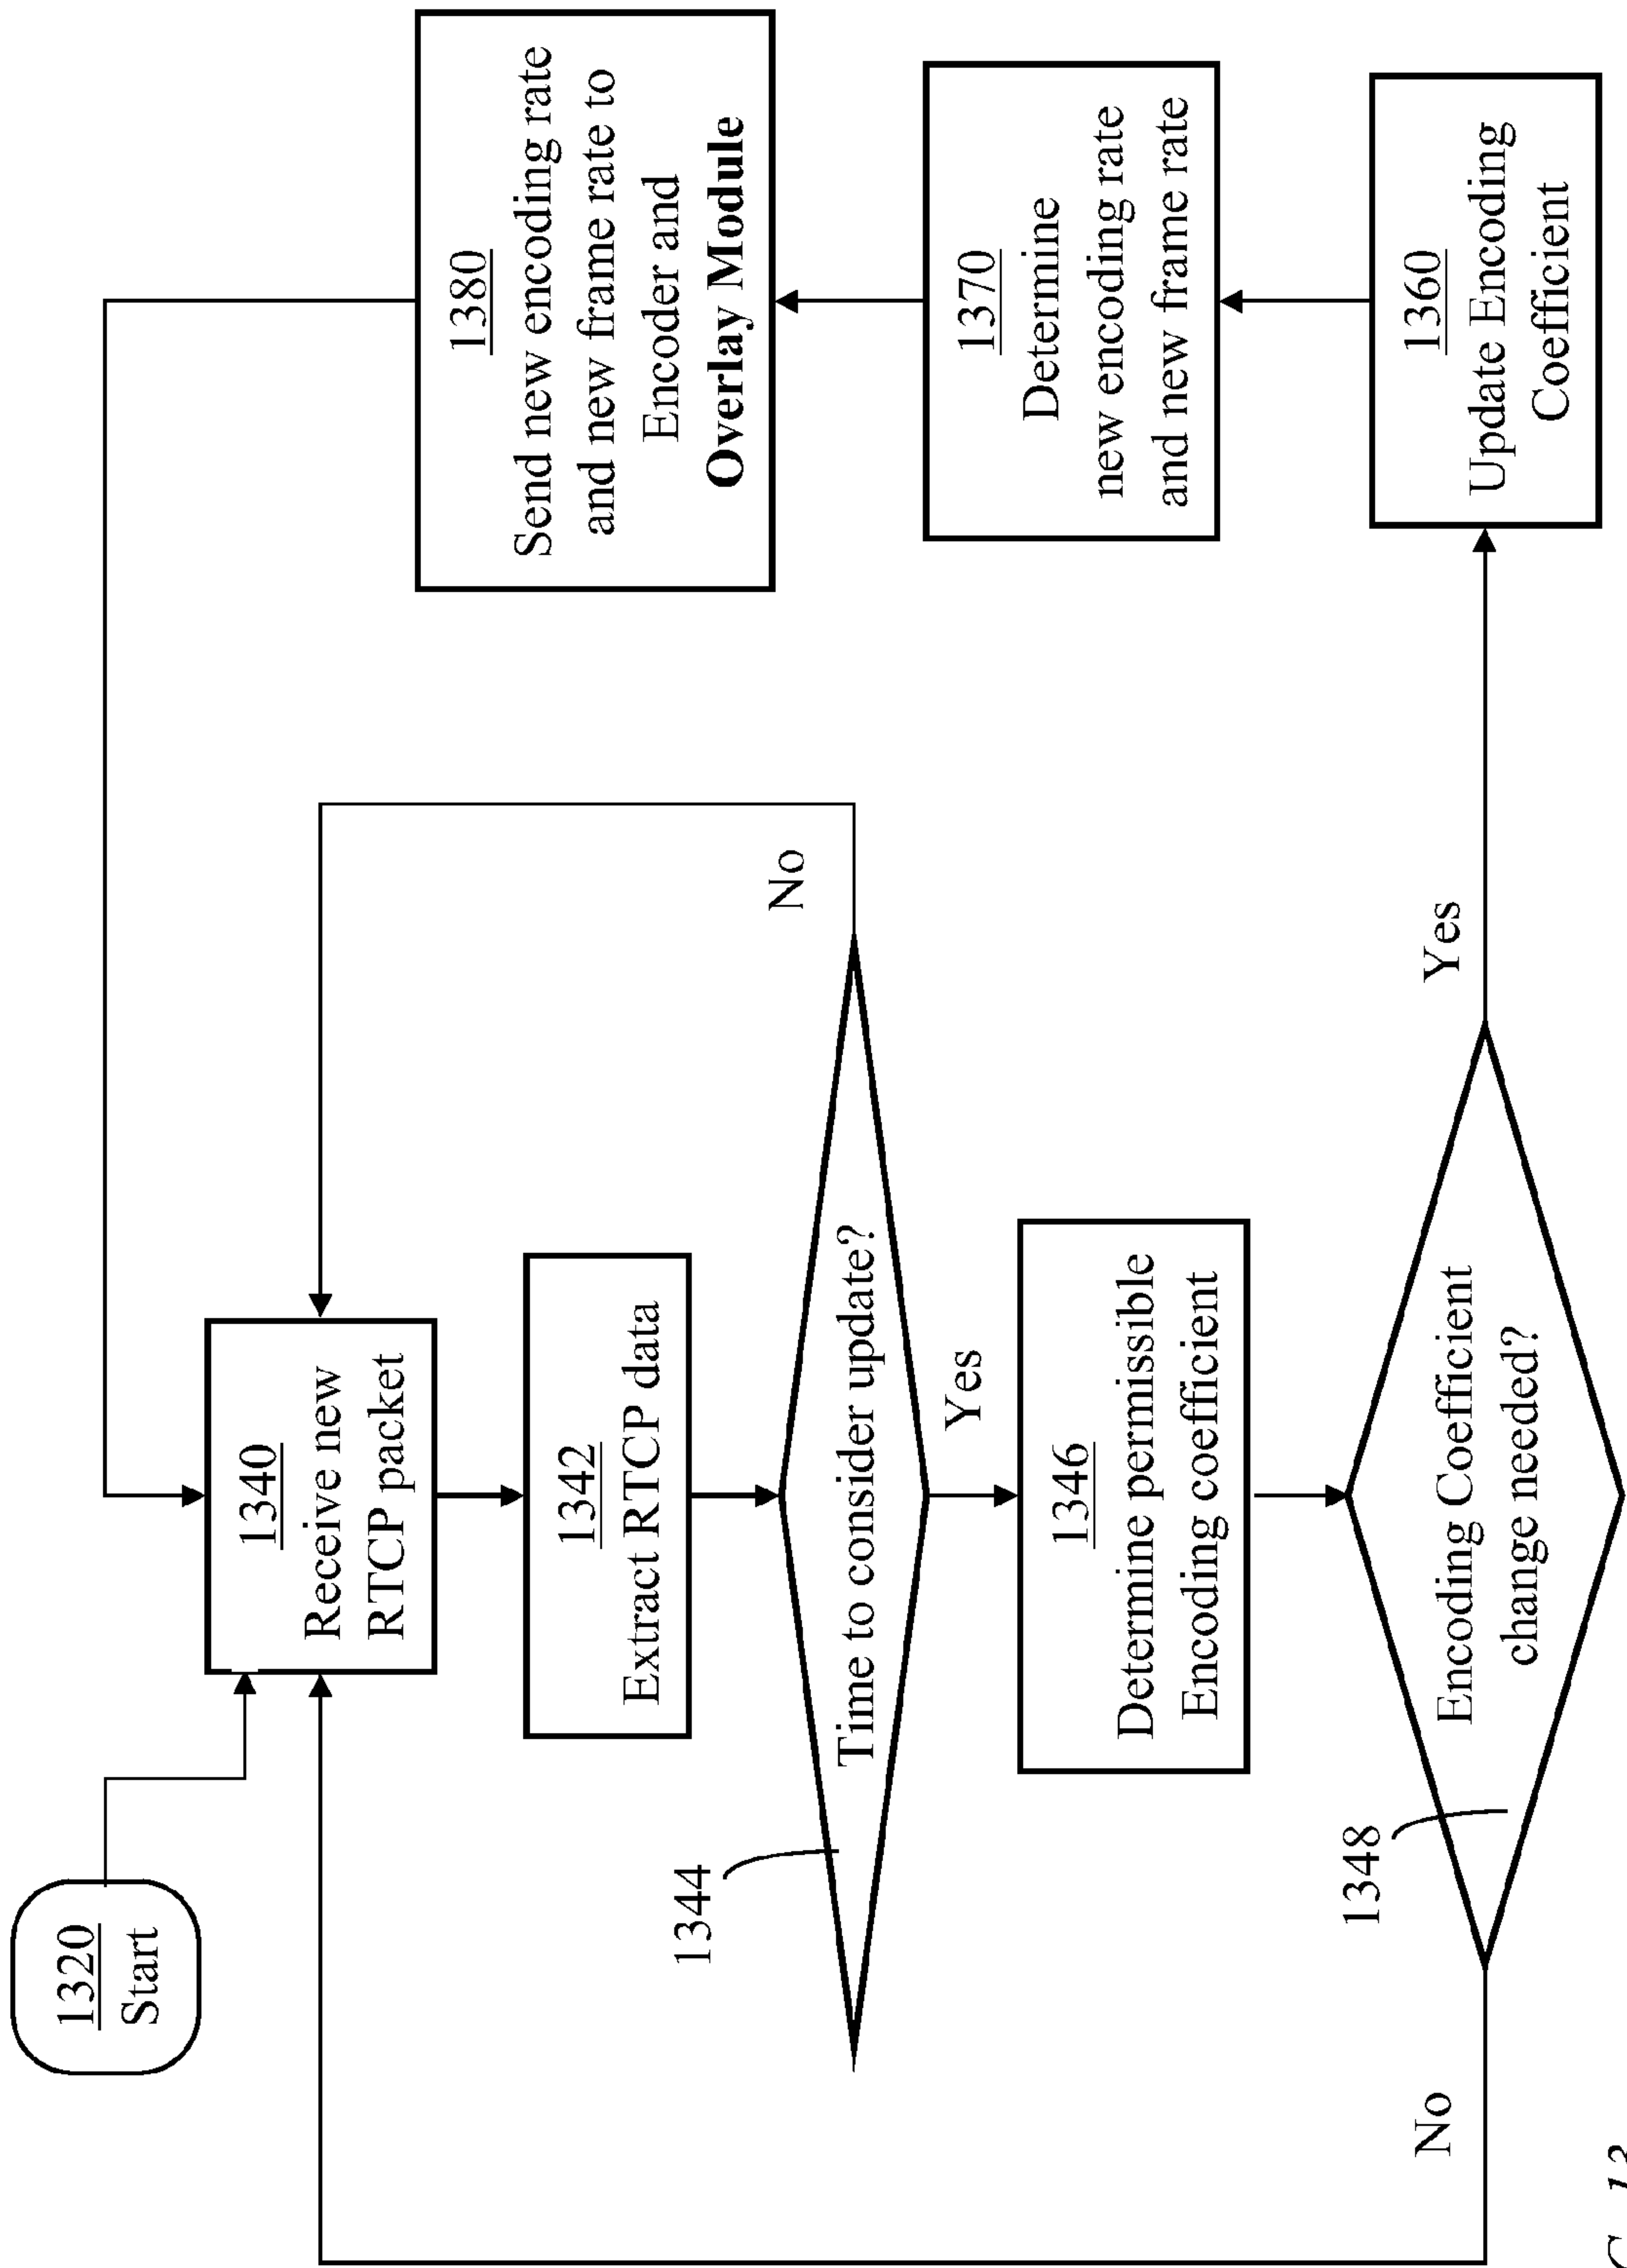 1320
Start
1340
Receive new
RTCP packet
1342
Extract RTCP data
1344
Time to consider update?
No
Yes
1346
Determine permissible
Encoding coefficient
1348
Encoding Coefficient
change needed?
No
Yes
1360
Update Encoding
Coefficient
1370
Determine
new encoding rate
and new frame rate
1380
Send new encoding rate
and new frame rate to
Encoder and
Overlay Module